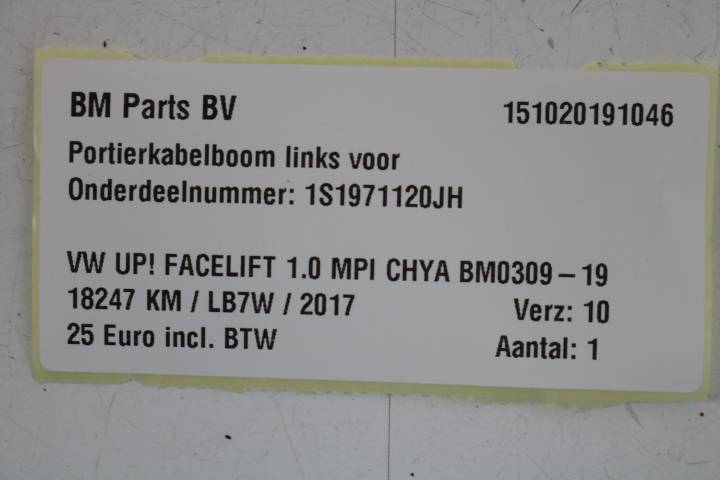 BM Parts BV 151020191046
Portierkabelboom links voor
Onderdeelnummer: 1S1971120JH
VW UP! FACELIFT 1.0 MPI CHYA BM0309 – 19
18247 KM / LB7W / 2017 Verz: 10
25 Euro incl. BTW Aantal: 1